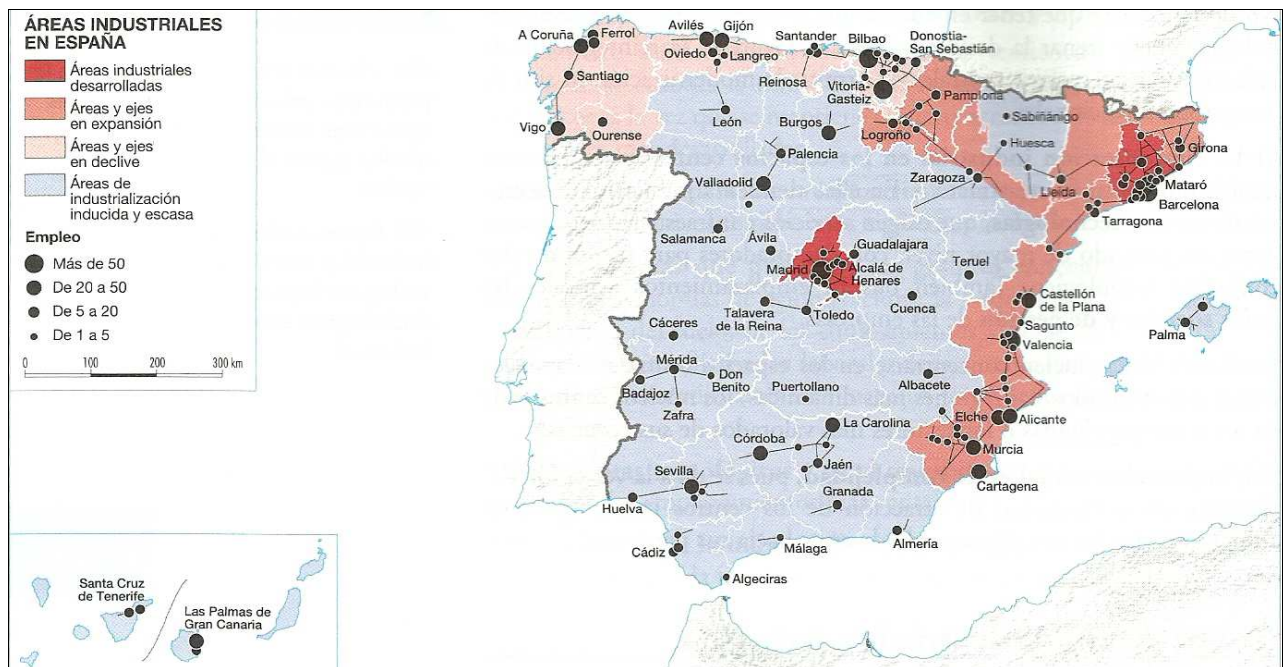 ÁREAS INDUSTRIALES
EN ESPAÑA
Áreas industriales
desarrolladas
Áreas y ejes
en expansión
Áreas y ejes
en declive
Áreas de
industrialización
inducida y escasa
Empleo
Más de 50
De 20 a 50
De 5 a 20
De 1 a 5
0 100 200 300 km
A Coruña
Ferrol
Avilés
Gijón
Oviedo
Langreo
Santander
Bilbao
Donostia-
San Sebastián
Santiago
Reinosa
Vitoria-
Gasteiz
Pamplona
Vigo
Ourense
León
Burgos
Logroño
Sabiñánigo
Huesca
Girona
Palencia
Valladolid
Zaragoza
Lleida
Mataró
Barcelona
Tarragona
Salamanca
Ávila
Guadalajara
Madrid
Alcalá de
Henares
Teruel
Talavera
de la Reina
Toledo
Cuenca
Castellón
de la Plana
Sagunto
Valencia
Palma
Cáceres
Mérida
Don
Benito
Badajoz
Zafra
Puertollano
Albacete
Elche
Alicante
La Carolina
Córdoba
Murcia
Jaén
Cartagena
Sevilla
Huelva
Granada
Cádiz
Málaga
Almería
Algeciras
Santa Cruz
de Tenerife
Las Palmas de
Gran Canaria